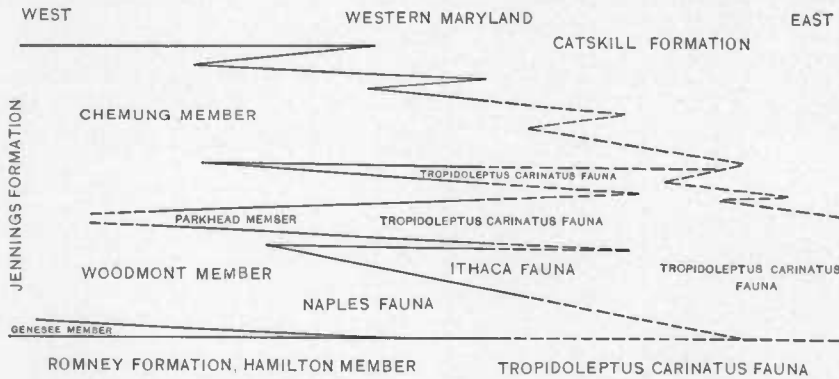 WEST
WESTERN MARYLAND
EAST
CATSKILL FORMATION
JENNINGS FORMATION
CHEMUNG MEMBER
TROPIDOLEPTUS CARINATUS FAUNA
PARKHEAD MEMBER
TROPIDOLEPTUS CARINATUS FAUNA
WOODMONT MEMBER
ITHACA FAUNA
TROPIDOLEPTUS CARINATUS
FAUNA
NAPLES FAUNA
GENESEE MEMBER
ROMNEY FORMATION, HAMILTON MEMBER
TROPIDOLEPTUS CARINATUS FAUNA